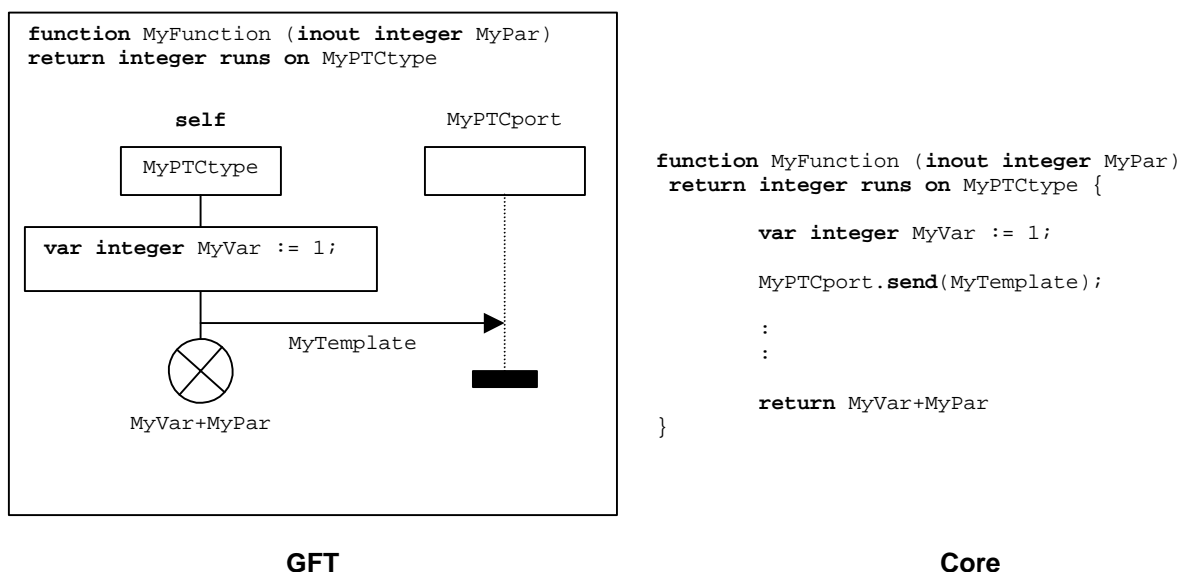 function MyFunction (inout integer MyPar)
return integer runs on MyPTCtype
self
MyPTCport
MyPTCtype
var integer MyVar := 1;
MyTemplate
MyVar+MyPar
GFT
function MyFunction (inout integer MyPar)
return integer runs on MyPTCtype {
var integer MyVar := 1;
MyPTCport.send(MyTemplate);
:
:
return MyVar+MyPar
}
Core